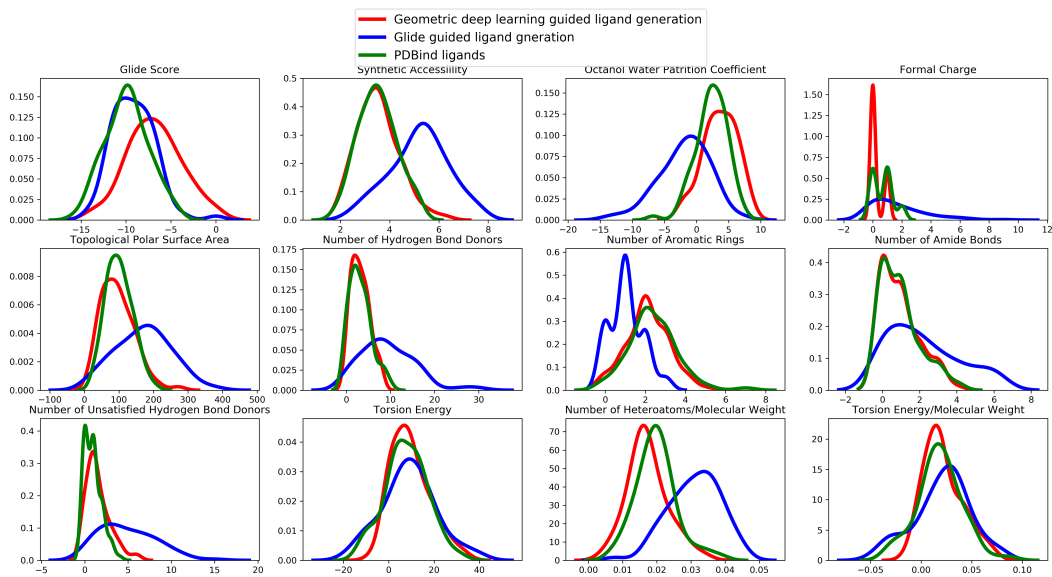 Geometric deep learning guided ligand generation
Glide guided ligand gneration
PDBind ligands
Glide Score
Synthetic Accessiility
Octanol Water Patrition Coefficient
Formal Charge
0.150
0.125
0.100
0.075
0.050
0.025
0.000
−15 −10 −5 0
0.5
0.4
0.3
0.2
0.1
0.0
2 4 6 8
0.150
0.125
0.100
0.075
0.050
0.025
0.000
−20 −15 −10 −5 0 5 10
1.50
1.25
1.00
0.75
0.50
0.25
0.00
−2 0 2 4 6 8 10 12
Topological Polar Surface Area
Number of Hydrogen Bond Donors
Number of Aromatic Rings
Number of Amide Bonds
0.008
0.006
0.004
0.002
0.000
−100 0 100 200 300 400 500
0.175
0.150
0.125
0.100
0.075
0.050
0.025
0.000
0 10 20 30
0.6
0.5
0.4
0.3
0.2
0.1
0.0
0 2 4 6 8
0.4
0.3
0.2
0.1
0.0
−2 0 2 4 6 8
Number of Unsatisfied Hydrogen Bond Donors
Torsion Energy
Number of Heteroatoms/Molecular Weight
Torsion Energy/Molecular Weight
0.4
0.3
0.2
0.1
0.0
−5 0 5 10 15 20
0.04
0.03
0.02
0.01
0.00
−20 0 20 40
70
60
50
40
30
20
10
0
0.00 0.01 0.02 0.03 0.04 0.05
20
15
10
5
0
−0.05 0.00 0.05 0.10